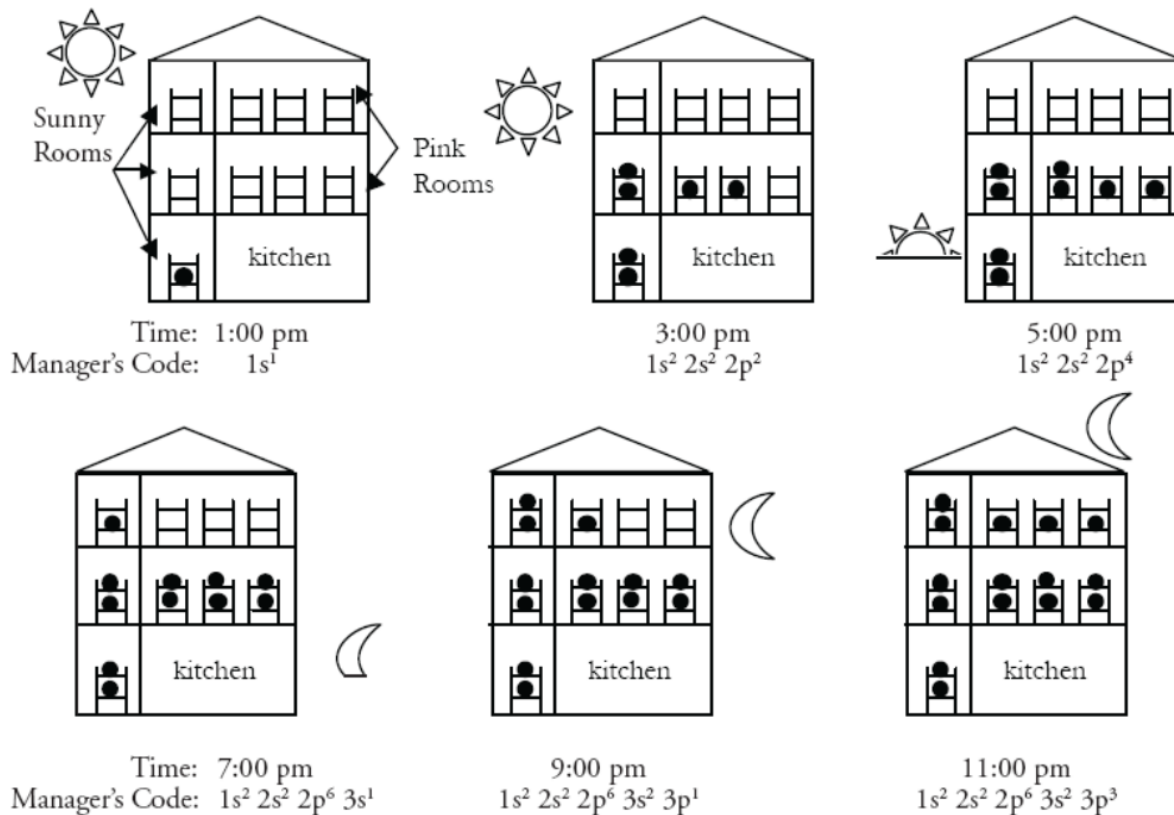 Sunny
Rooms
Pink
Rooms
kitchen
kitchen
kitchen
Time: 1:00 pm
3:00 pm
5:00 pm
Manager's Code: 1s¹
1s² 2s² 2p²
1s² 2s² 2p⁴
kitchen
kitchen
kitchen
Time: 7:00 pm
9:00 pm
11:00 pm
Manager's Code: 1s² 2s² 2p⁶ 3s¹
1s² 2s² 2p⁶ 3s² 3p¹
1s² 2s² 2p⁶ 3s² 3p³